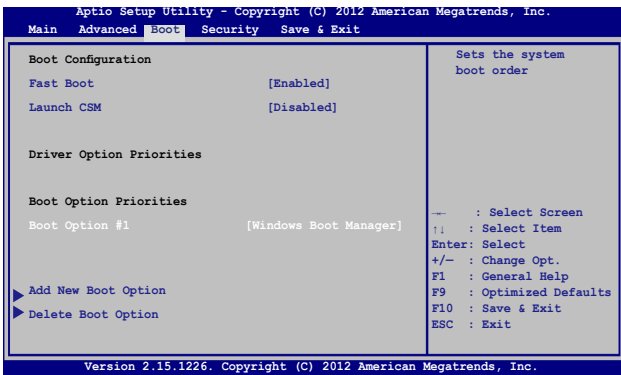 Aptio Setup Utility - Copyright (C) 2012 American Megatrends, Inc.
Main Advanced Boot Security Save & Exit
Boot Configuration
Fast Boot [Enabled]
Launch CSM [Disabled]
Driver Option Priorities
Boot Option Priorities
Boot Option #1 [Windows Boot Manager]
Add New Boot Option
Delete Boot Option
Sets the system
boot order
→← : Select Screen
↑↓ : Select Item
Enter: Select
+/— : Change Opt.
F1 : General Help
F9 : Optimized Defaults
F10 : Save & Exit
ESC : Exit
Version 2.15.1226. Copyright (C) 2012 American Megatrends, Inc.